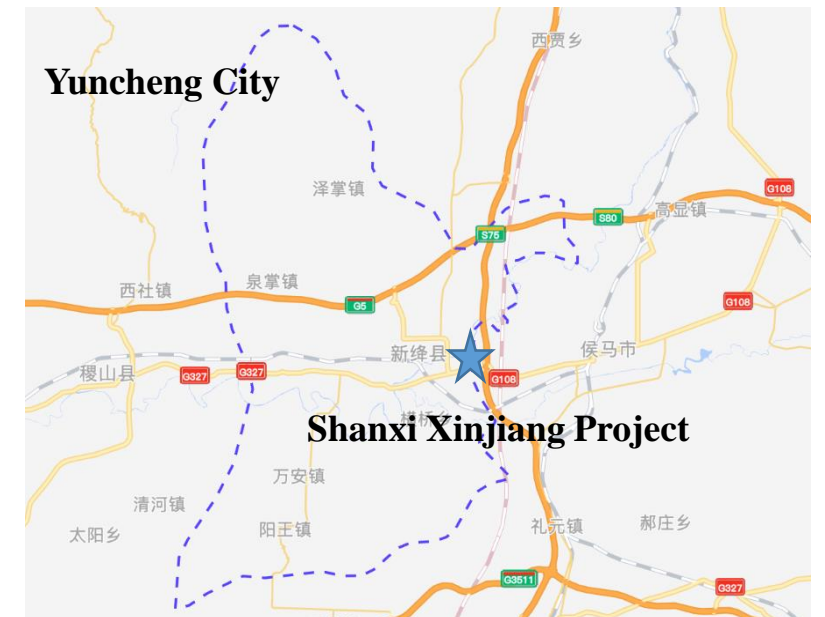 西贾乡
Yuncheng City
泽掌镇
G108
S80
高显镇
S75
泉掌镇
西社镇
G5
G108
新绛县
侯马市
稷山县
G327
G327
G108
横桥乡
Shanxi Xinjiang Project
万安镇
清河镇
阳王镇
太阳乡
礼元镇
郝庄乡
G3511
G327